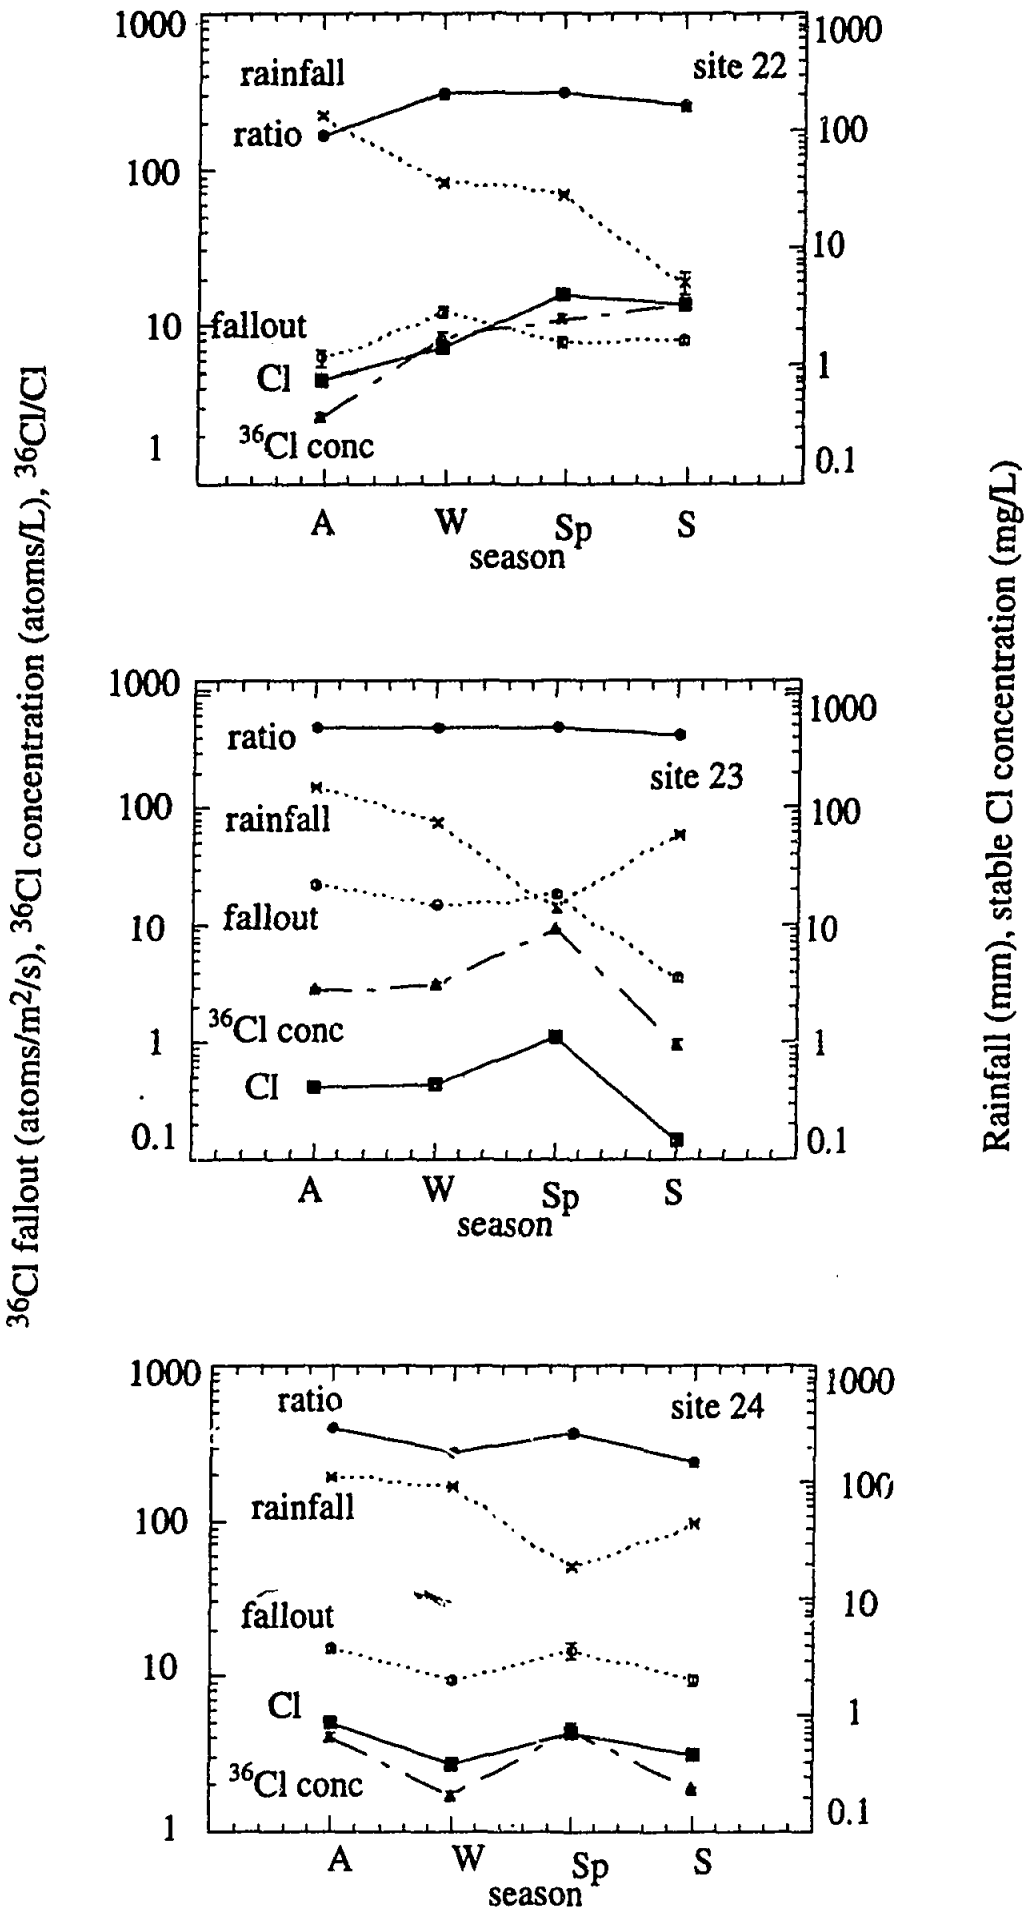 ³⁶Cl fallout (atoms/m²/s), ³⁶Cl concentration (atoms/L), ³⁶Cl/Cl
Rainfall (mm), stable Cl concentration (mg/L)
1000
100
10
1
1000
100
10
1
0.1
rainfall
site 22
ratio
fallout
Cl
³⁶Cl conc
A W Sp S
season
1000
100
10
1
0.1
1000
100
10
1
0.1
ratio
site 23
rainfall
fallout
³⁶Cl conc
Cl
A W Sp S
season
1000
100
10
1
1000
100
10
1
0.1
ratio
site 24
rainfall
fallout
Cl
³⁶Cl conc
A W Sp S
season